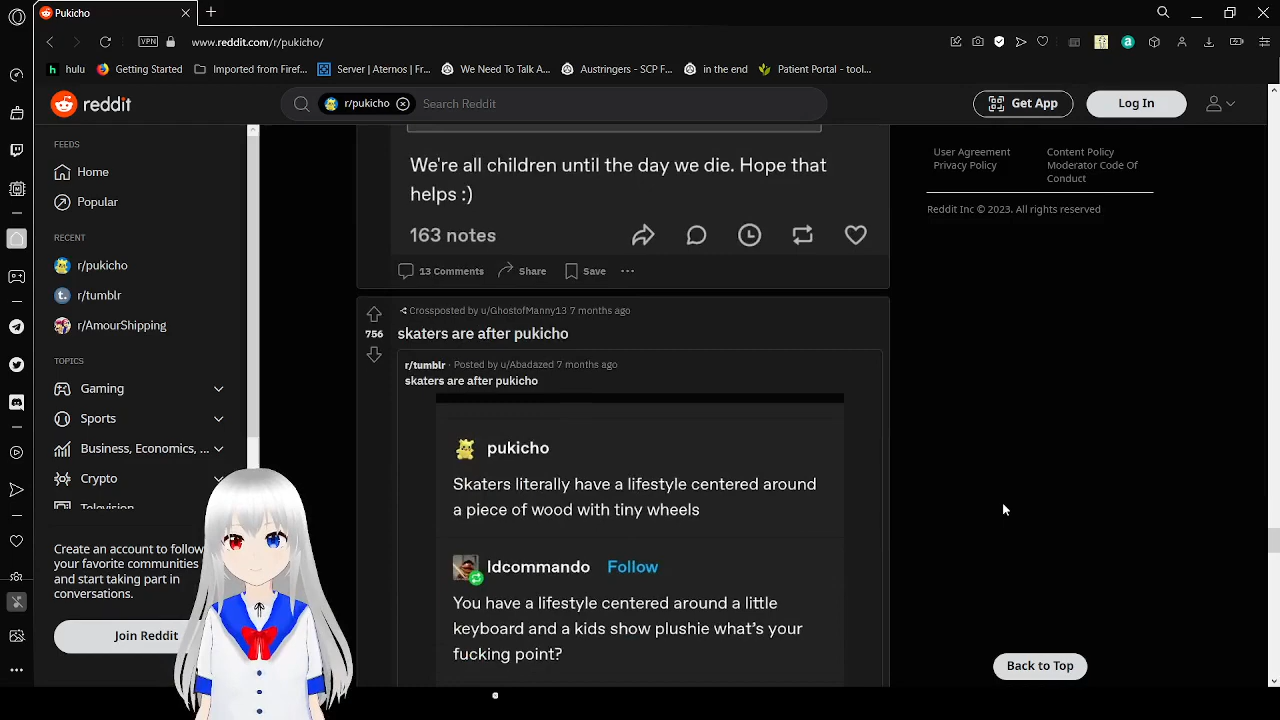 Pukicho
VPN
www.reddit.com/r/pukicho/
hulu
Getting Started
Imported from Firef...
Server | Aternos | Fr...
We Need To Talk A...
Austringers - SCP F...
in the end
Patient Portal - tool...
reddit
r/pukicho
Search Reddit
Get App
Log In
FEEDS
Home
Popular
RECENT
r/pukicho
r/tumblr
r/AmourShipping
TOPICS
Gaming
Sports
Business, Economics, ...
Crypto
Television
Create an account to follow
your favorite communities
and start taking part in
conversations.
Join Reddit
We're all children until the day we die. Hope that
helps :)
163 notes
13 Comments
Share
Save
Crossposted by u/GhostofManny13 7 months ago
756
skaters are after pukicho
r/tumblr · Posted by u/Abadazed 7 months ago
skaters are after pukicho
pukicho
Skaters literally have a lifestyle centered around
a piece of wood with tiny wheels
ldcommando Follow
You have a lifestyle centered around a little
keyboard and a kids show plushie what's your
fucking point?
User Agreement
Privacy Policy
Content Policy
Moderator Code Of
Conduct
Reddit Inc © 2023. All rights reserved
Back to Top